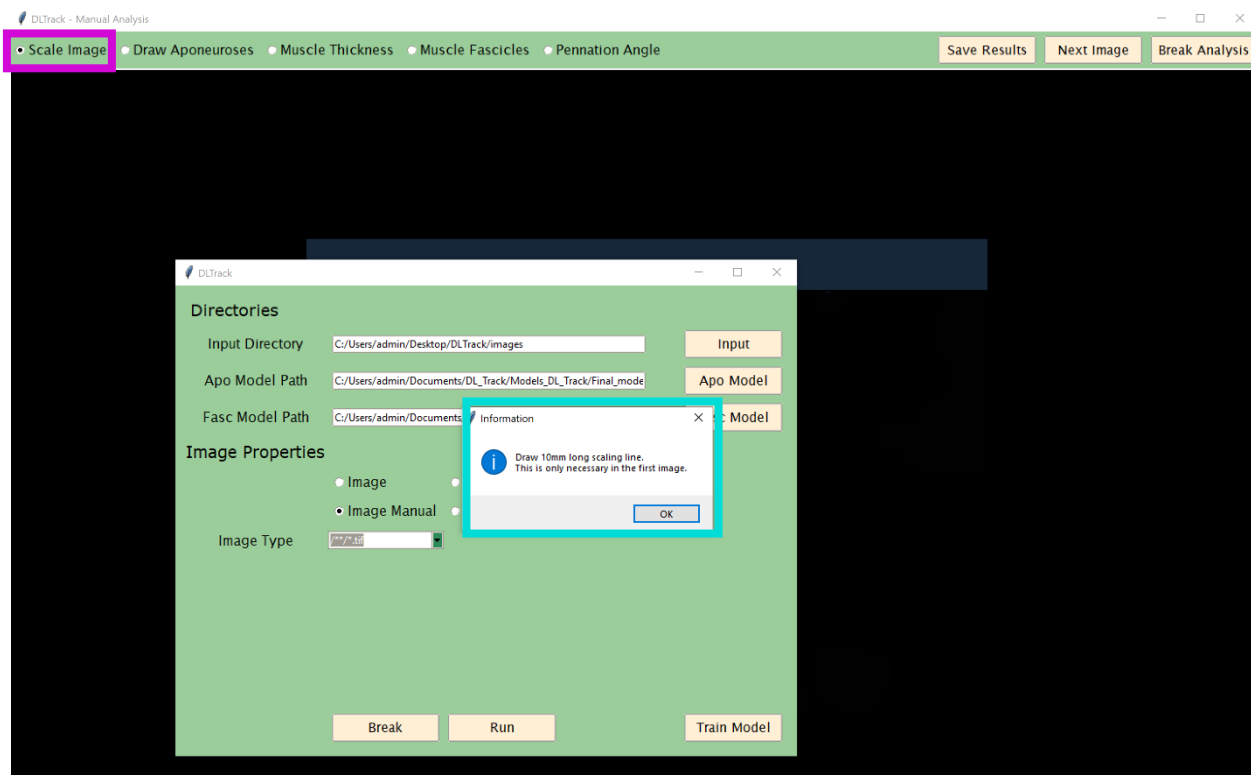 DLTrack - Manual Analysis
Scale Image Draw Aponeuroses Muscle Thickness Muscle Fascicles Pennation Angle Save Results Next Image Break Analysis
DLTrack
Directories
Input Directory C:/Users/admin/Desktop/DLTrack/images Input
Apo Model Path C:/Users/admin/Documents/DL_Track/Models_DL_Track/Final_mode Apo Model
Fasc Model Path C:/Users/admin/Documents Model
Information
Draw 10mm long scaling line.
This is only necessary in the first image.
OK
Image Properties
Image
Image Manual
Image Type /**/*.tif
Break Run Train Model